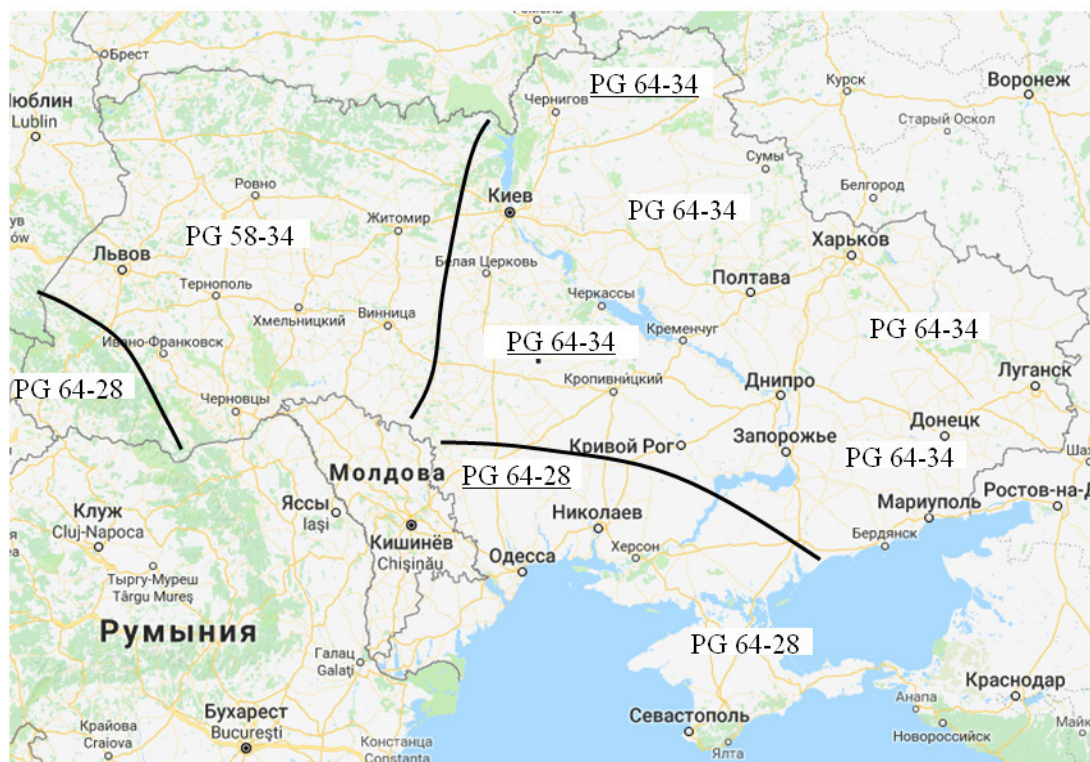 Гомель
Брест
Люблин
Lublin
Чернигов
PG 64-34
Курск
Воронеж
Старый Оскол
Сумы
Белгород
Ровно
Киев
Житомир
PG 64-34
PG 58-34
Львов
Белая Церковь
Харьков
Тернополь
Полтава
Хмельницкий
Винница
Черкассы
Кременчуг
PG 64-34
Ивано-Франковск
PG 64-34
PG 64-28
Кропивницкий
Днипро
Луганск
Черновцы
Донецк
Кривой Рог
Запорожье
PG 64-34
Молдова
PG 64-28
Мариуполь
Ростов-на-Д
Яссы
Iași
Клуж
Cluj-Napoca
Николаев
Бердянск
Кишинёв
Chișinău
Херсон
Одесса
Тыргу-Муреш
Târgu Mureș
Румыния
PG 64-28
Галац
Galați
Краснодар
Анапа
Бухарест
București
Севастополь
Новороссийск
Крайова
Craiova
Констанца
Constanța
Ялта